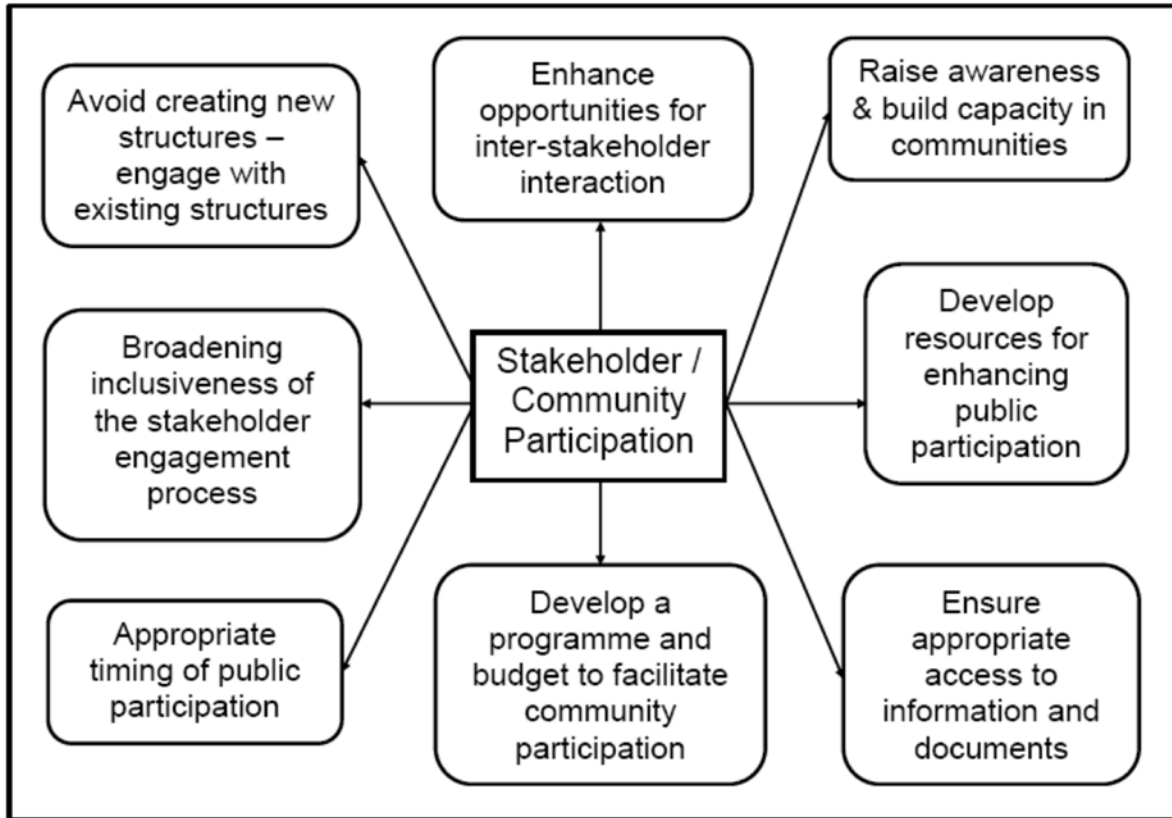 Avoid creating new
structures –
engage with
existing structures
Enhance
opportunities for
inter-stakeholder
interaction
Raise awareness
& build capacity in
communities
Broadening
inclusiveness of
the stakeholder
engagement
process
Stakeholder /
Community
Participation
Develop
resources for
enhancing
public
participation
Appropriate
timing of public
participation
Develop a
programme and
budget to facilitate
community
participation
Ensure
appropriate
access to
information and
documents